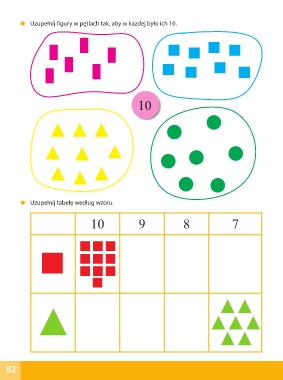 Uzupełnij figury w pętlach tak, aby w każdej było ich 10.
10
Uzupełnij tabelę według wzoru.
10 9 8 7
82